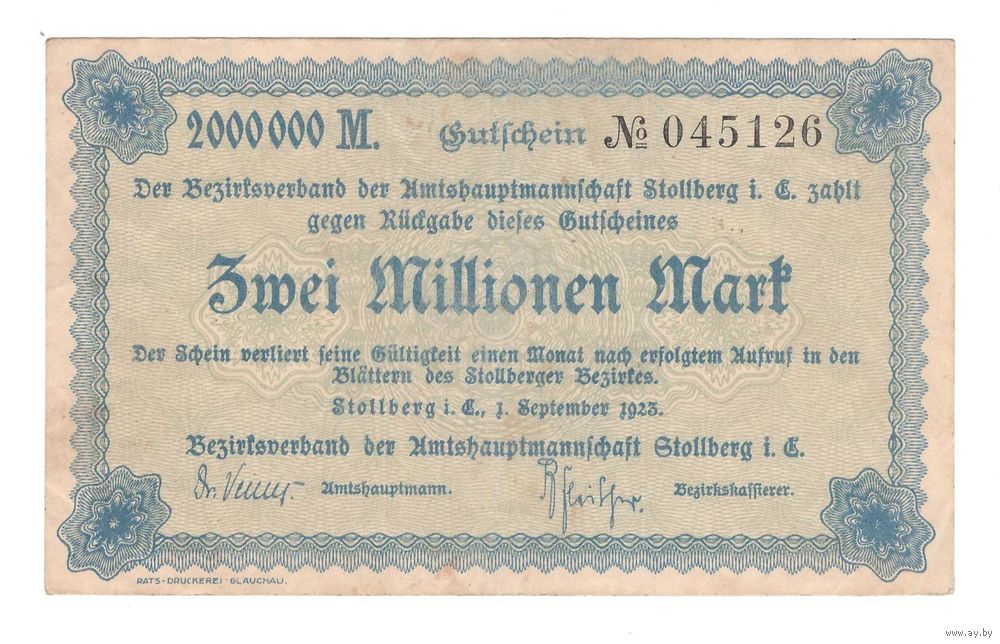 2000000 M. Gutschein № 045126
Der Bezirksverband der Amtshauptmannschaft Stollberg i. E. zahlt
gegen Rückgabe dieses Gutscheines
Zwei Millionen Mark
Der Schein verliert seine Gültigkeit einen Monat nach erfolgtem Aufruf in den
Blättern des Stollberger Bezirkes.
Stollberg i. E., 1. September 1923.
Bezirksverband der Amtshauptmannschaft Stollberg i. E.
Dr. Amtshauptmann. Bezirkskassierer.
RATS-DRUCKEREI GLAUCHAU.
www.ay.by